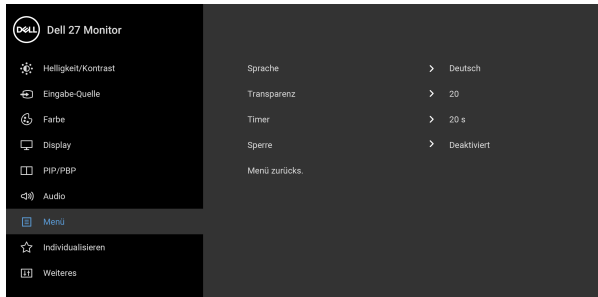 DELL Dell 27 Monitor
Helligkeit/Kontrast
Eingabe-Quelle
Farbe
Display
PIP/PBP
Audio
Menü
Individualisieren
Weiteres
Sprache > Deutsch
Transparenz > 20
Timer > 20 s
Sperre > Deaktiviert
Menü zurücks.